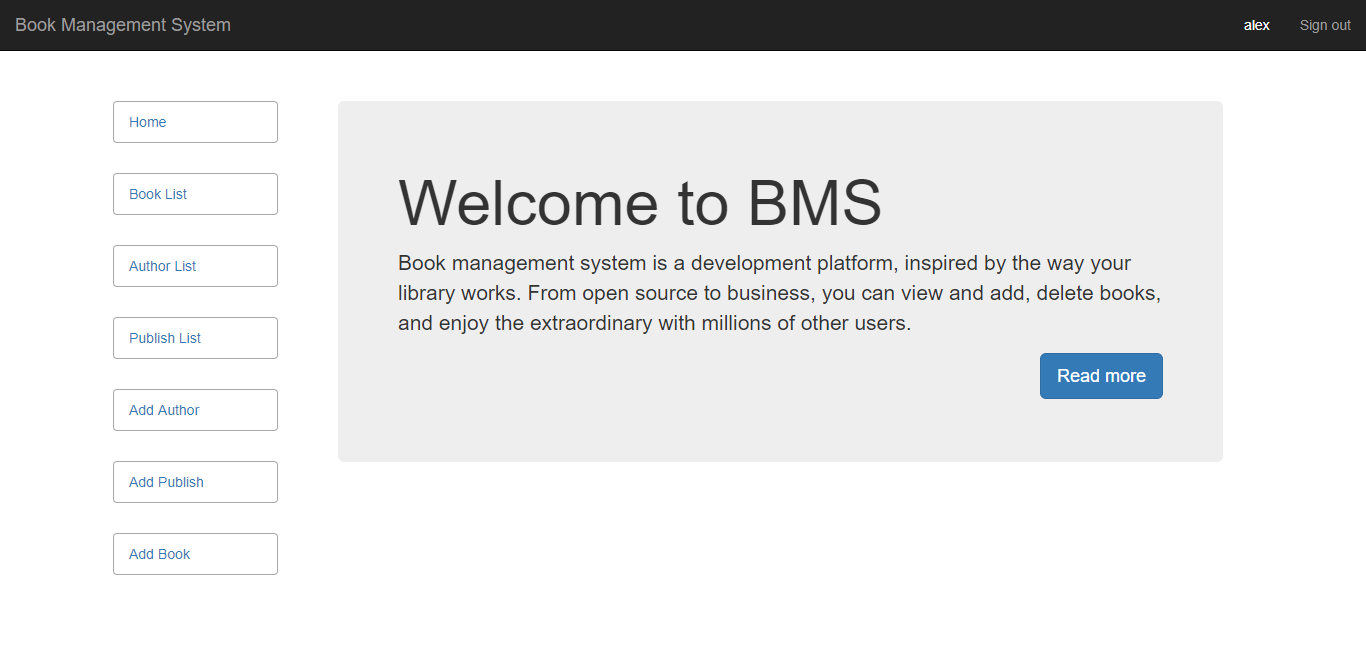 Book Management System
alex
Sign out
Home
Book List
Author List
Publish List
Add Author
Add Publish
Add Book
Welcome to BMS
Book management system is a development platform, inspired by the way your
library works. From open source to business, you can view and add, delete books,
and enjoy the extraordinary with millions of other users.
Read more